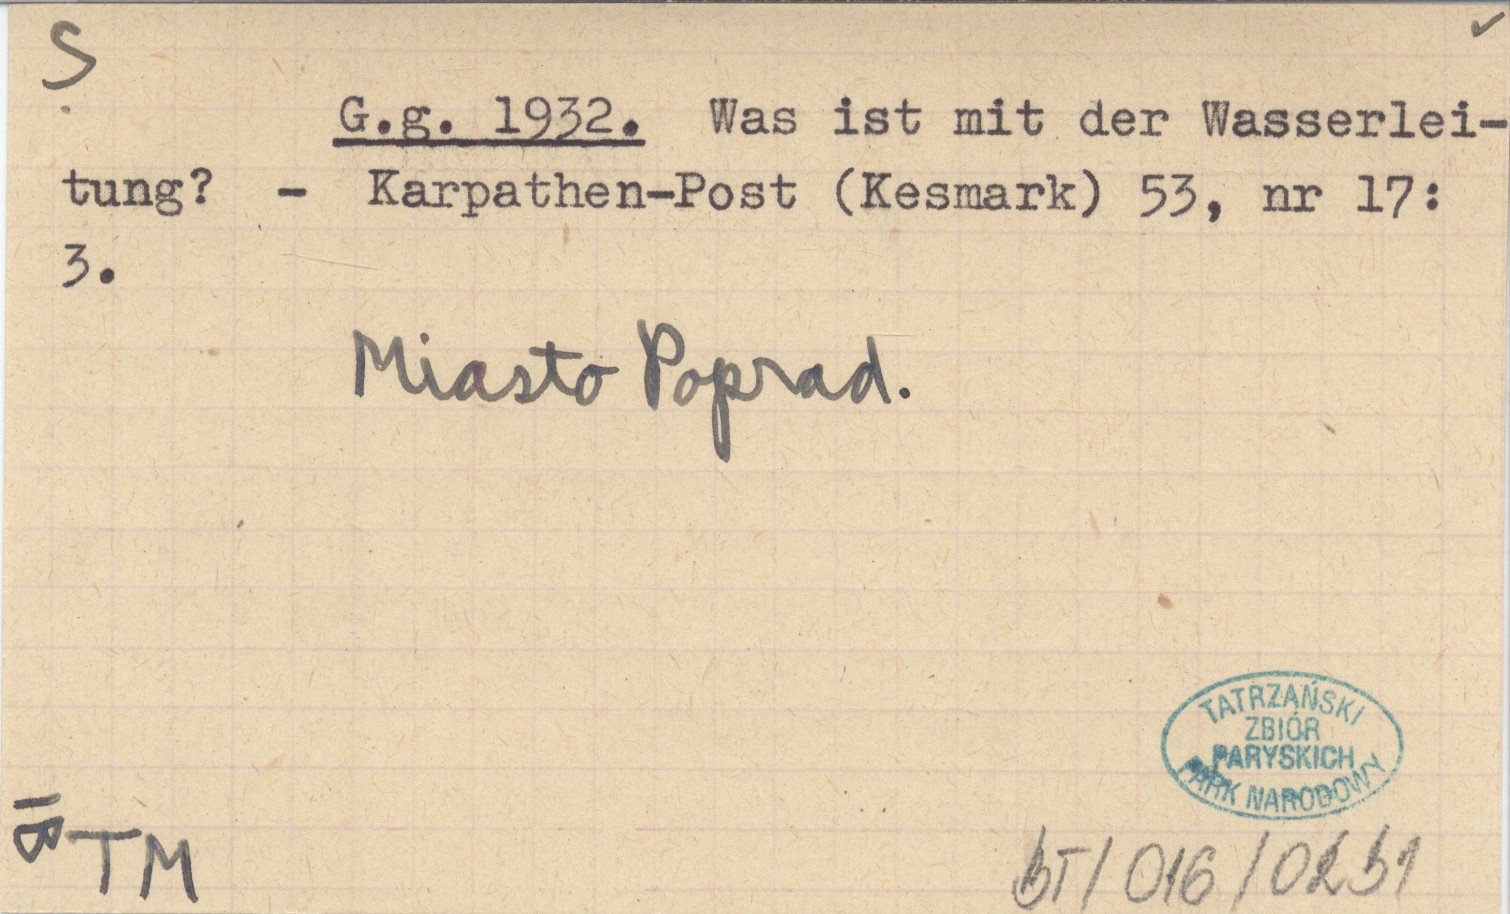 S
G.g. 1932. Was ist mit der Wasserlei-
tung? - Karpathen-Post (Kesmark) 53, nr 17:
3.
Miasto Poprad.
TATRZAŃSKI
ZBIÓR
PARYSKICH
PARK NARODOWY
TM
bT/016/0251